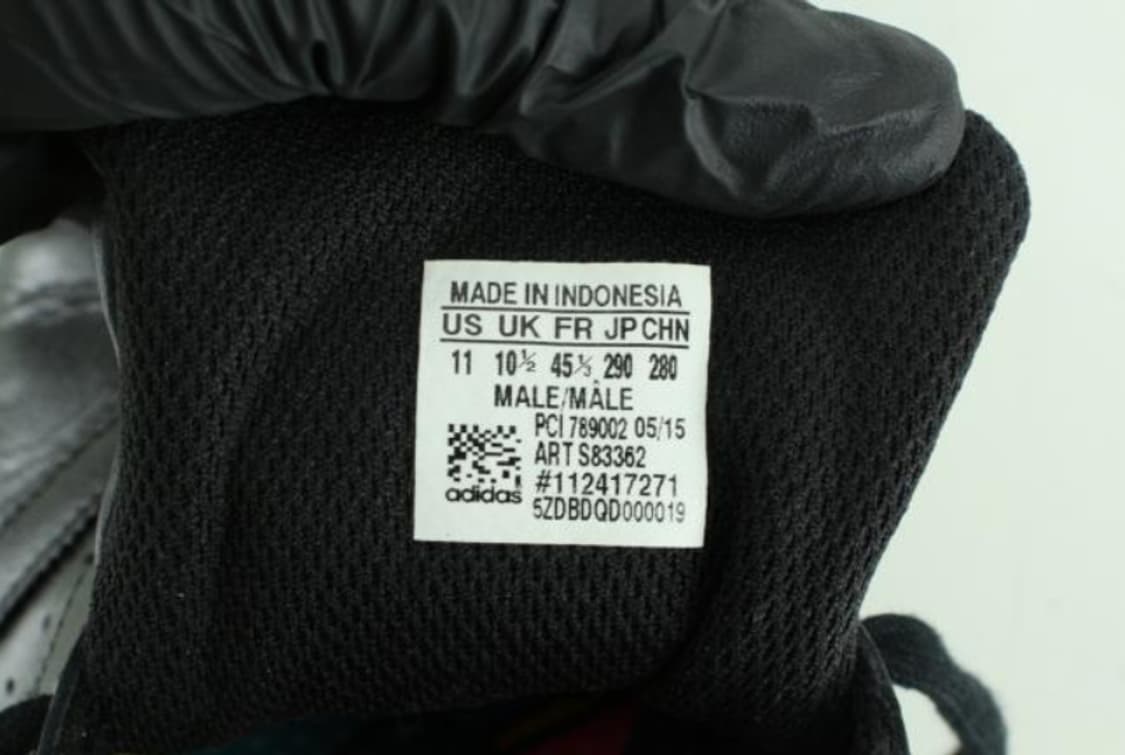 MADE IN INDONESIA
US UK FR JP CHN
11 10½ 45⅓ 290 280
MALE/MÂLE
PCI 789002 05/15
ART S83362
#112417271
5ZDBDQD000019
adidas